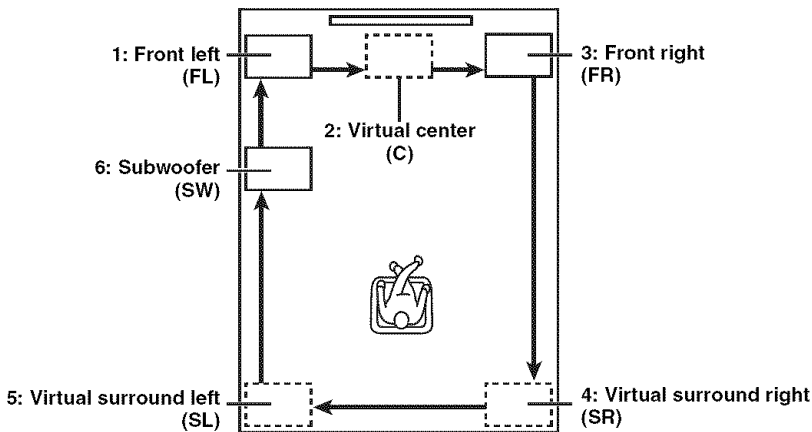 1: Front left
(FL)
3: Front right
(FR)
2: Virtual center
(C)
6: Subwoofer
(SW)
5: Virtual surround left
(SL)
4: Virtual surround right
(SR)